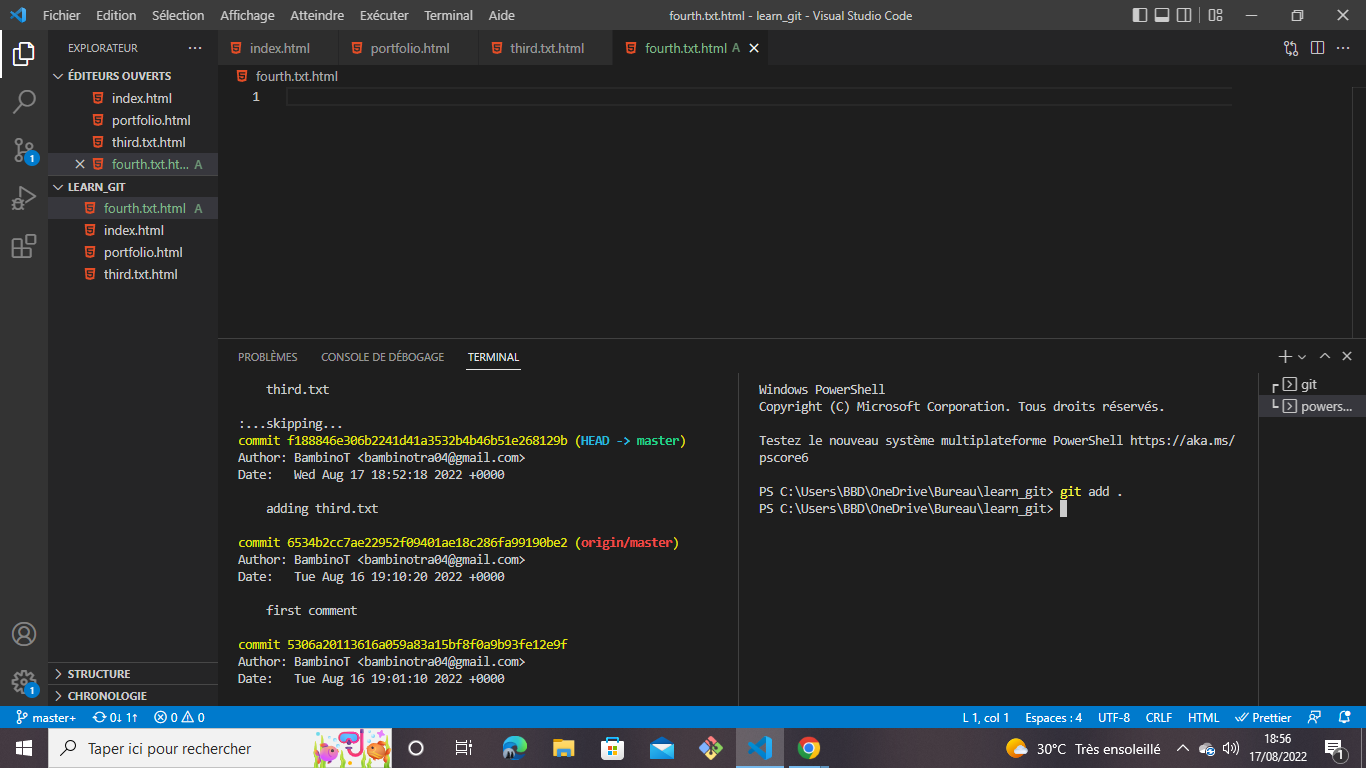 Fichier Edition Sélection Affichage Atteindre Exécuter Terminal Aide
fourth.txt.html - learn_git - Visual Studio Code
EXPLORATEUR
ÉDITEURS OUVERTS
index.html
portfolio.html
third.txt.html
fourth.txt.ht... A
LEARN_GIT
fourth.txt.html A
index.html
portfolio.html
third.txt.html
STRUCTURE
CHRONOLOGIE
1
1
index.html portfolio.html third.txt.html fourth.txt.html A
fourth.txt.html
1
PROBLÈMES CONSOLE DE DÉBOGAGE TERMINAL
third.txt
:...skipping...
commit f188846e306b2241d41a3532b4b46b51e268129b (HEAD -> master)
Author: BambinoT <bambinotra04@gmail.com>
Date: Wed Aug 17 18:52:18 2022 +0000
adding third.txt
commit 6534b2cc7ae22952f09401ae18c286fa99190be2 (origin/master)
Author: BambinoT <bambinotra04@gmail.com>
Date: Tue Aug 16 19:10:20 2022 +0000
first comment
commit 5306a20113616a059a83a15bf8f0a9b93fe12e9f
Author: BambinoT <bambinotra04@gmail.com>
Date: Tue Aug 16 19:01:10 2022 +0000
Windows PowerShell
Copyright (C) Microsoft Corporation. Tous droits réservés.
Testez le nouveau système multiplateforme PowerShell https://aka.ms/
pscore6
PS C:\Users\BBD\OneDrive\Bureau\learn_git> git add .
PS C:\Users\BBD\OneDrive\Bureau\learn_git>
git
powers...
master+ 0↓ 1↑ 0 0
L 1, col 1 Espaces : 4 UTF-8 CRLF HTML Prettier
Taper ici pour rechercher
30°C Très ensoleillé
18:56
17/08/2022
1